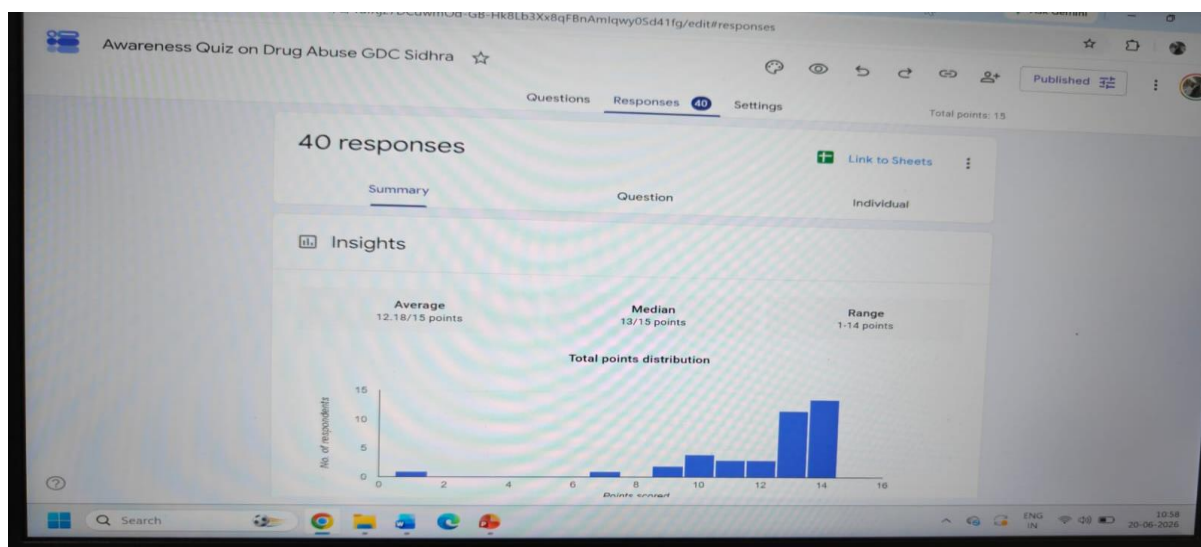 /edit#responses
Awareness Quiz on Drug Abuse GDC Sidhra
Published
Questions Responses 40 Settings
Total points: 15
40 responses
Link to Sheets
Summary Question Individual
Insights
Average Median Range
12.18/15 points 13/15 points 1-14 points
Total points distribution
No. of respondents
15
10
5
0
0 2 4 6 8 10 12 14 16
Points scored
Search
ENG
IN
10:58
20-06-2026